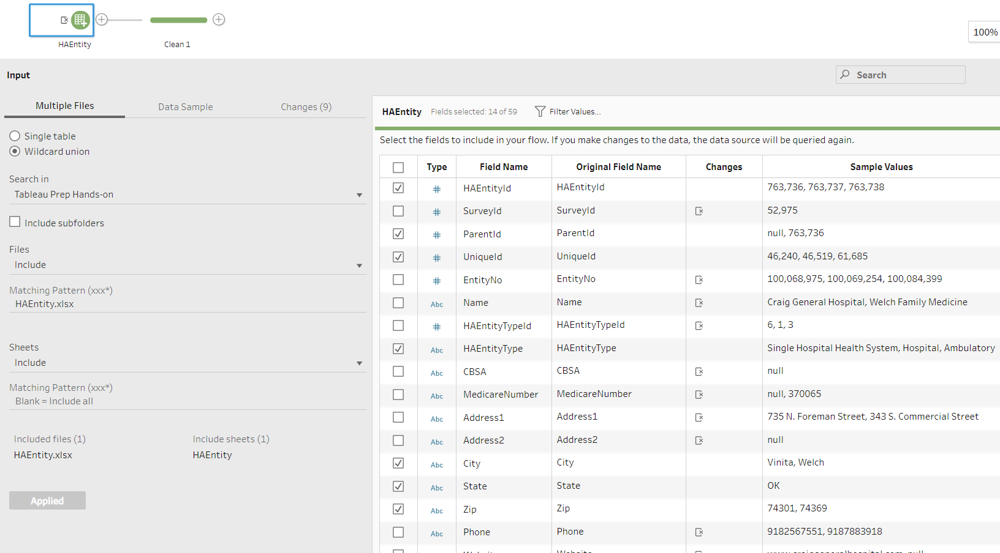 HAEntity
Clean 1
100%
Input
Search
Multiple Files
Data Sample
Changes (9)
Single table
Wildcard union
Search in
Tableau Prep Hands-on
Include subfolders
Files
Include
Matching Pattern (xxx*)
HAEntity.xlsx
Sheets
Include
Matching Pattern (xxx*)
Blank = Include all
Included files (1)
Include sheets (1)
HAEntity.xlsx
HAEntity
Applied
HAEntity Fields selected: 14 of 59 Filter Values...
Select the fields to include in your flow. If you make changes to the data, the data source will be queried again.
Type Field Name Original Field Name Changes Sample Values
# HAEntityId HAEntityId 763,736, 763,737, 763,738
# SurveyId SurveyId 52,975
# ParentId ParentId null, 763,736
# UniqueId UniqueId 46,240, 46,519, 61,685
# EntityNo EntityNo 100,068,975, 100,069,254, 100,084,399
Abc Name Name Craig General Hospital, Welch Family Medicine
# HAEntityTypeId HAEntityTypeId 6, 1, 3
Abc HAEntityType HAEntityType Single Hospital Health System, Hospital, Ambulatory
Abc CBSA CBSA null
Abc MedicareNumber MedicareNumber null, 370065
Abc Address1 Address1 735 N. Foreman Street, 343 S. Commercial Street
Abc Address2 Address2 null
Abc City City Vinita, Welch
Abc State State OK
Abc Zip Zip 74301, 74369
Abc Phone Phone 9182567551, 9187883918